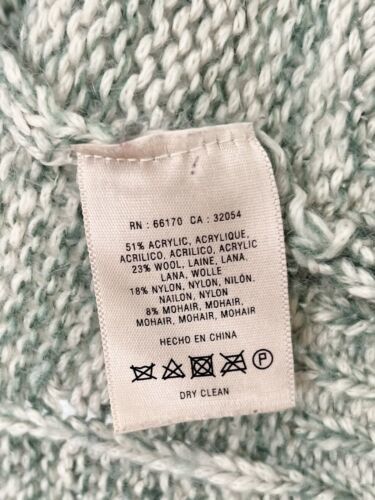 RN : 66170 CA : 32054
51% ACRYLIC, ACRYLIQUE,
ACRILICO, ACRILICO, ACRYLIC
23% WOOL, LAINE, LANA,
LANA, WOLLE
18% NYLON, NYLON, NILÓN,
NAILON, NYLON
8% MOHAIR, MOHAIR,
MOHAIR, MOHAIR, MOHAIR
HECHO EN CHINA
P
DRY CLEAN